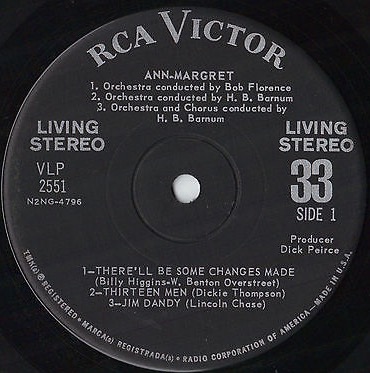 RCA VICTOR
ANN-MARGRET
1. Orchestra conducted by Bob Florence
2. Orchestra conducted by H. B. Barnum
3. Orchestra and Chorus conducted by
H. B. Barnum
LIVING
STEREO
VLP
2551
N2NG-4796
LIVING
STEREO
33
SIDE 1
Producer
Dick Peirce
1—THERE'LL BE SOME CHANGES MADE
(Billy Higgins-W. Benton Overstreet)
2—THIRTEEN MEN (Dickie Thompson)
3—JIM DANDY (Lincoln Chase)
TMK(s) ® REGISTERED • MARCA(s) REGISTRADA(s) • RADIO CORPORATION OF AMERICA—MADE IN U.S.A.